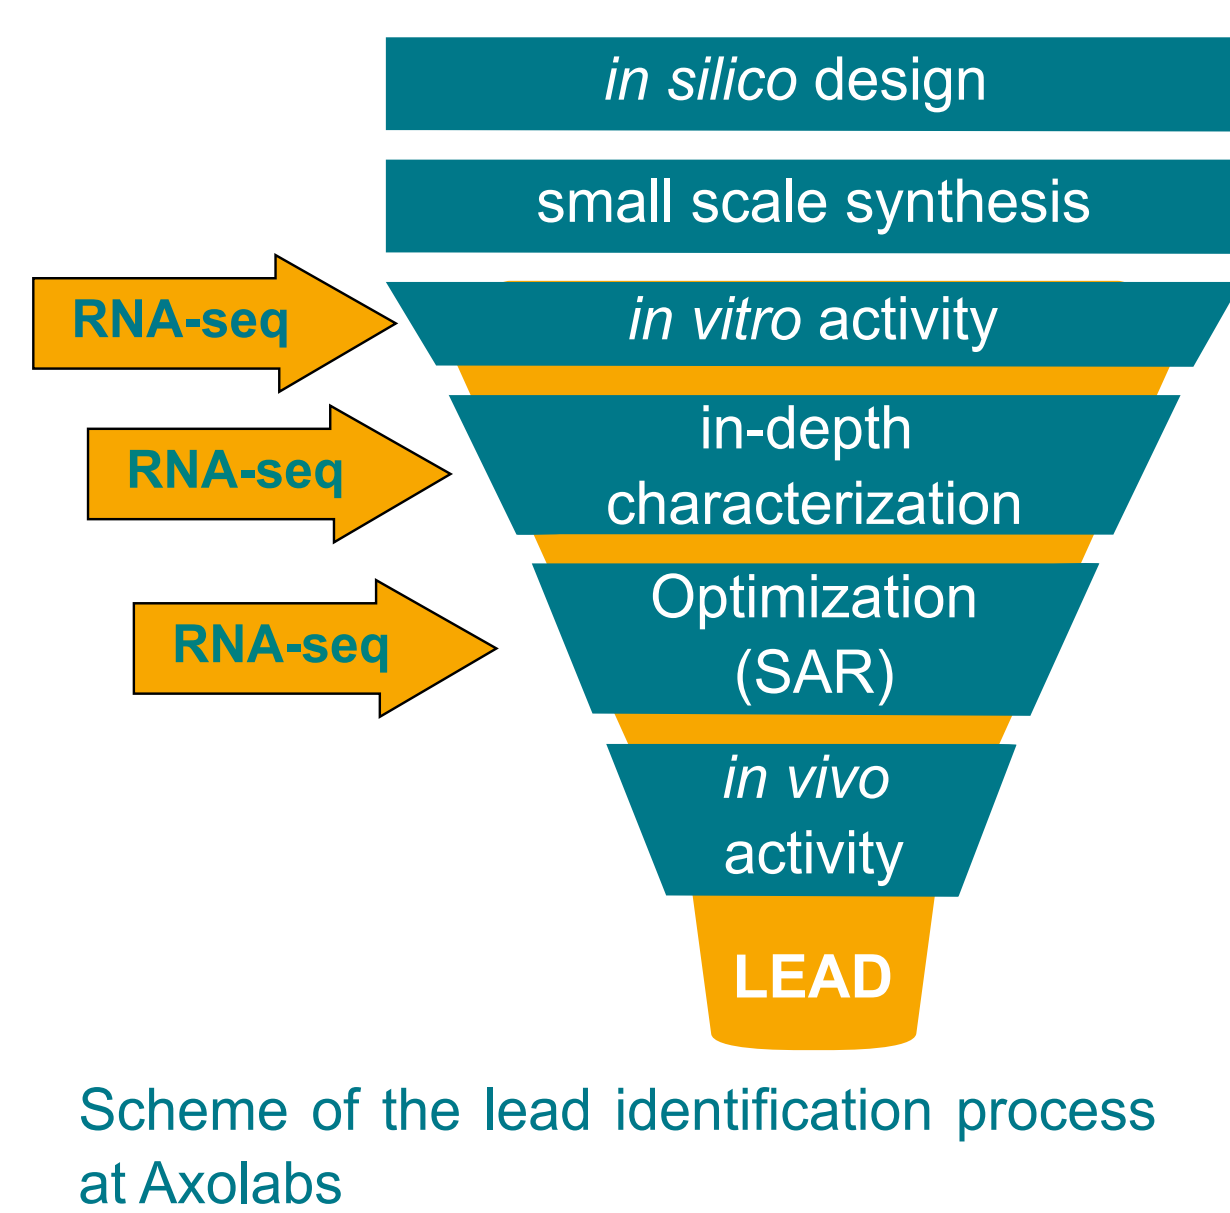 in silico design
small scale synthesis
RNA-seq
in vitro activity
RNA-seq
in-depth
characterization
RNA-seq
Optimization
(SAR)
in vivo
activity
LEAD
Scheme of the lead identification process
at Axolabs